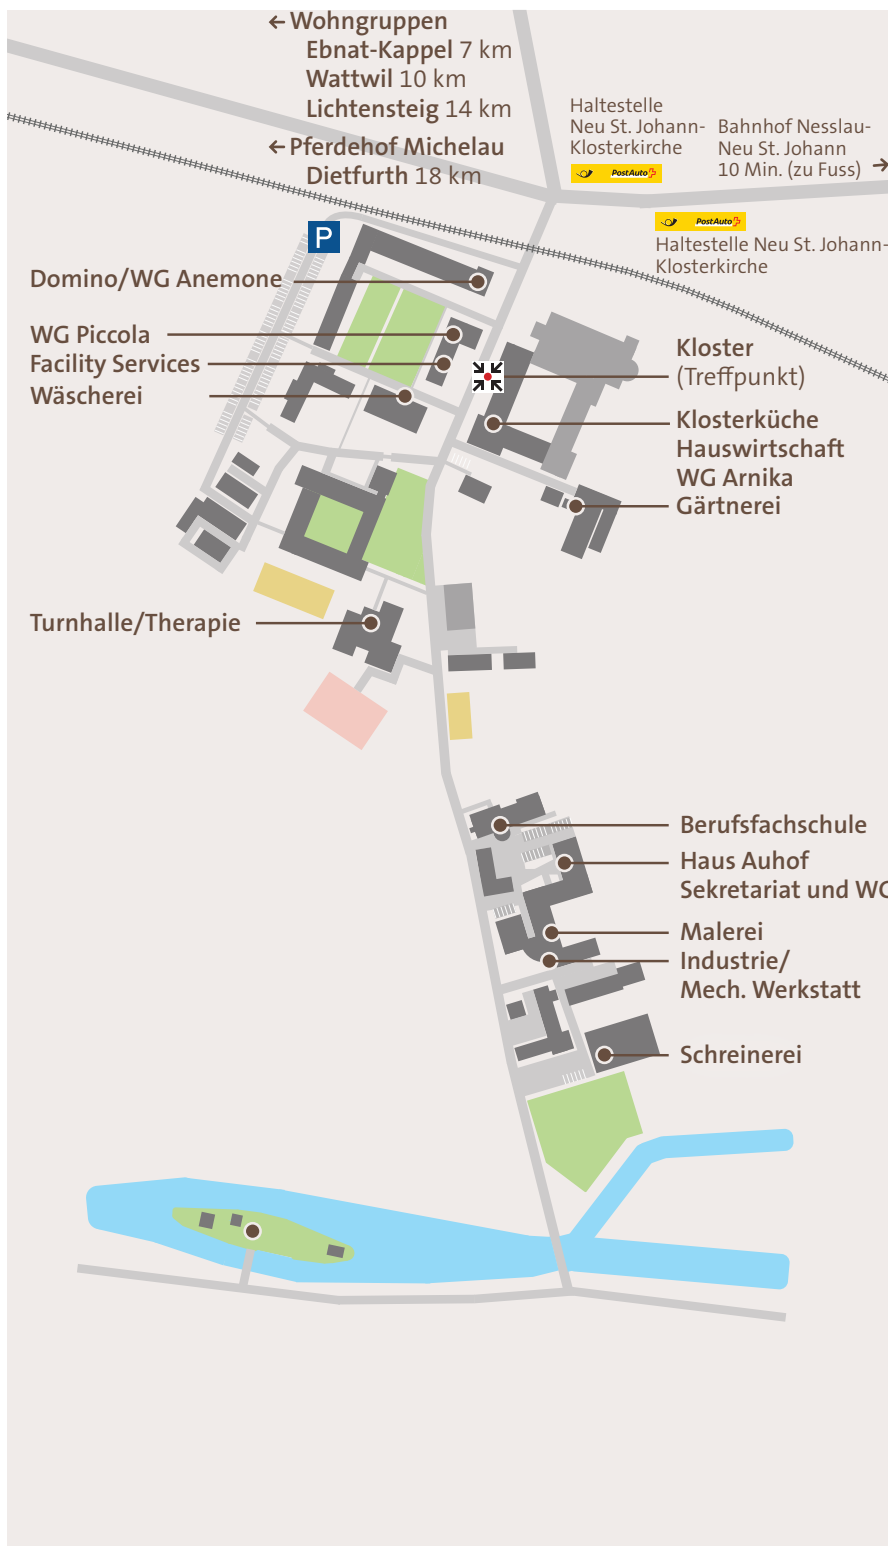 ← Wohngruppen
Ebnat-Kappel 7 km
Wattwil 10 km
Lichtensteig 14 km
← Pferdehof Michelau
Dietfurth 18 km
Haltestelle
Neu St. Johann-
Klosterkirche
PostAuto
Bahnhof Nesslau-
Neu St. Johann
10 Min. (zu Fuss) →
PostAuto
Haltestelle Neu St. Johann-
Klosterkirche
P
Domino/WG Anemone
WG Piccola
Facility Services
Wäscherei
Kloster
(Treffpunkt)
Klosterküche
Hauswirtschaft
WG Arnika
Gärtnerei
Turnhalle/Therapie
Berufsfachschule
Haus Auhof
Sekretariat und WG
Malerei
Industrie/
Mech. Werkstatt
Schreinerei